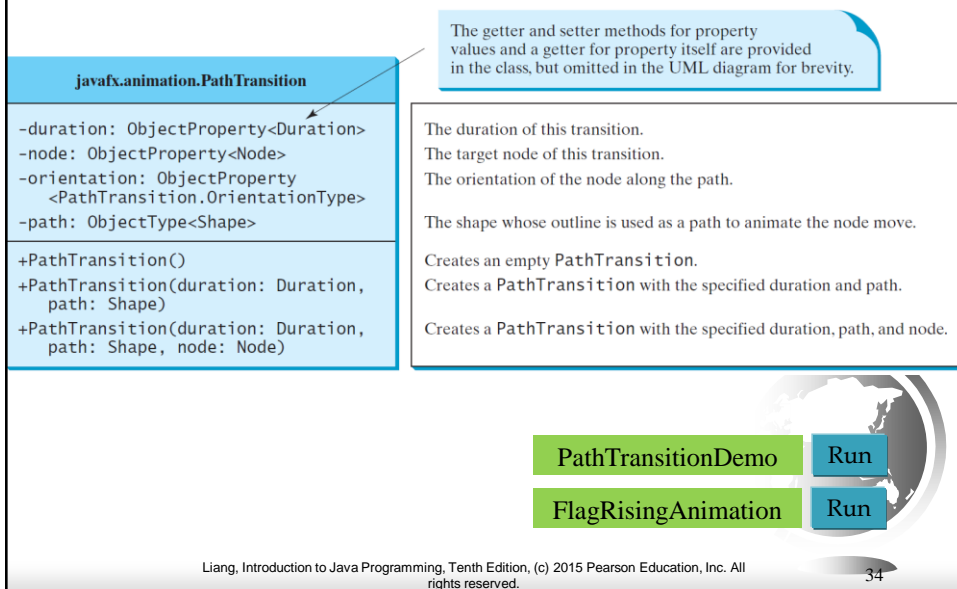 The getter and setter methods for property
values and a getter for property itself are provided
in the class, but omitted in the UML diagram for brevity.
javafx.animation.PathTransition
-duration: ObjectProperty<Duration>
-node: ObjectProperty<Node>
-orientation: ObjectProperty
<PathTransition.OrientationType>
-path: ObjectType<Shape>
The duration of this transition.
The target node of this transition.
The orientation of the node along the path.
The shape whose outline is used as a path to animate the node move.
+PathTransition()
+PathTransition(duration: Duration,
path: Shape)
+PathTransition(duration: Duration,
path: Shape, node: Node)
Creates an empty PathTransition.
Creates a PathTransition with the specified duration and path.
Creates a PathTransition with the specified duration, path, and node.
PathTransitionDemo
Run
FlagRisingAnimation
Run
Liang, Introduction to Java Programming, Tenth Edition, (c) 2015 Pearson Education, Inc. All
rights reserved.
34